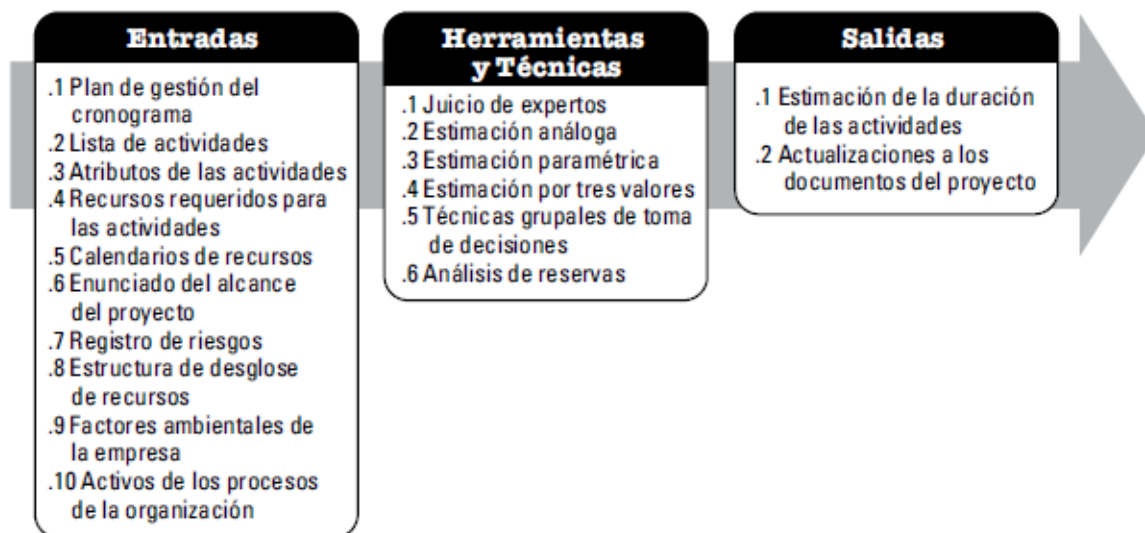 Entradas
.1 Plan de gestión del
cronograma
.2 Lista de actividades
.3 Atributos de las actividades
.4 Recursos requeridos para
las actividades
.5 Calendarios de recursos
.6 Enunciado del alcance
del proyecto
.7 Registro de riesgos
.8 Estructura de desglose
de recursos
.9 Factores ambientales de
la empresa
.10 Activos de los procesos
de la organización
Herramientas
y Técnicas
.1 Juicio de expertos
.2 Estimación análoga
.3 Estimación paramétrica
.4 Estimación por tres valores
.5 Técnicas grupales de toma
de decisiones
.6 Análisis de reservas
Salidas
.1 Estimación de la duración
de las actividades
.2 Actualizaciones a los
documentos del proyecto